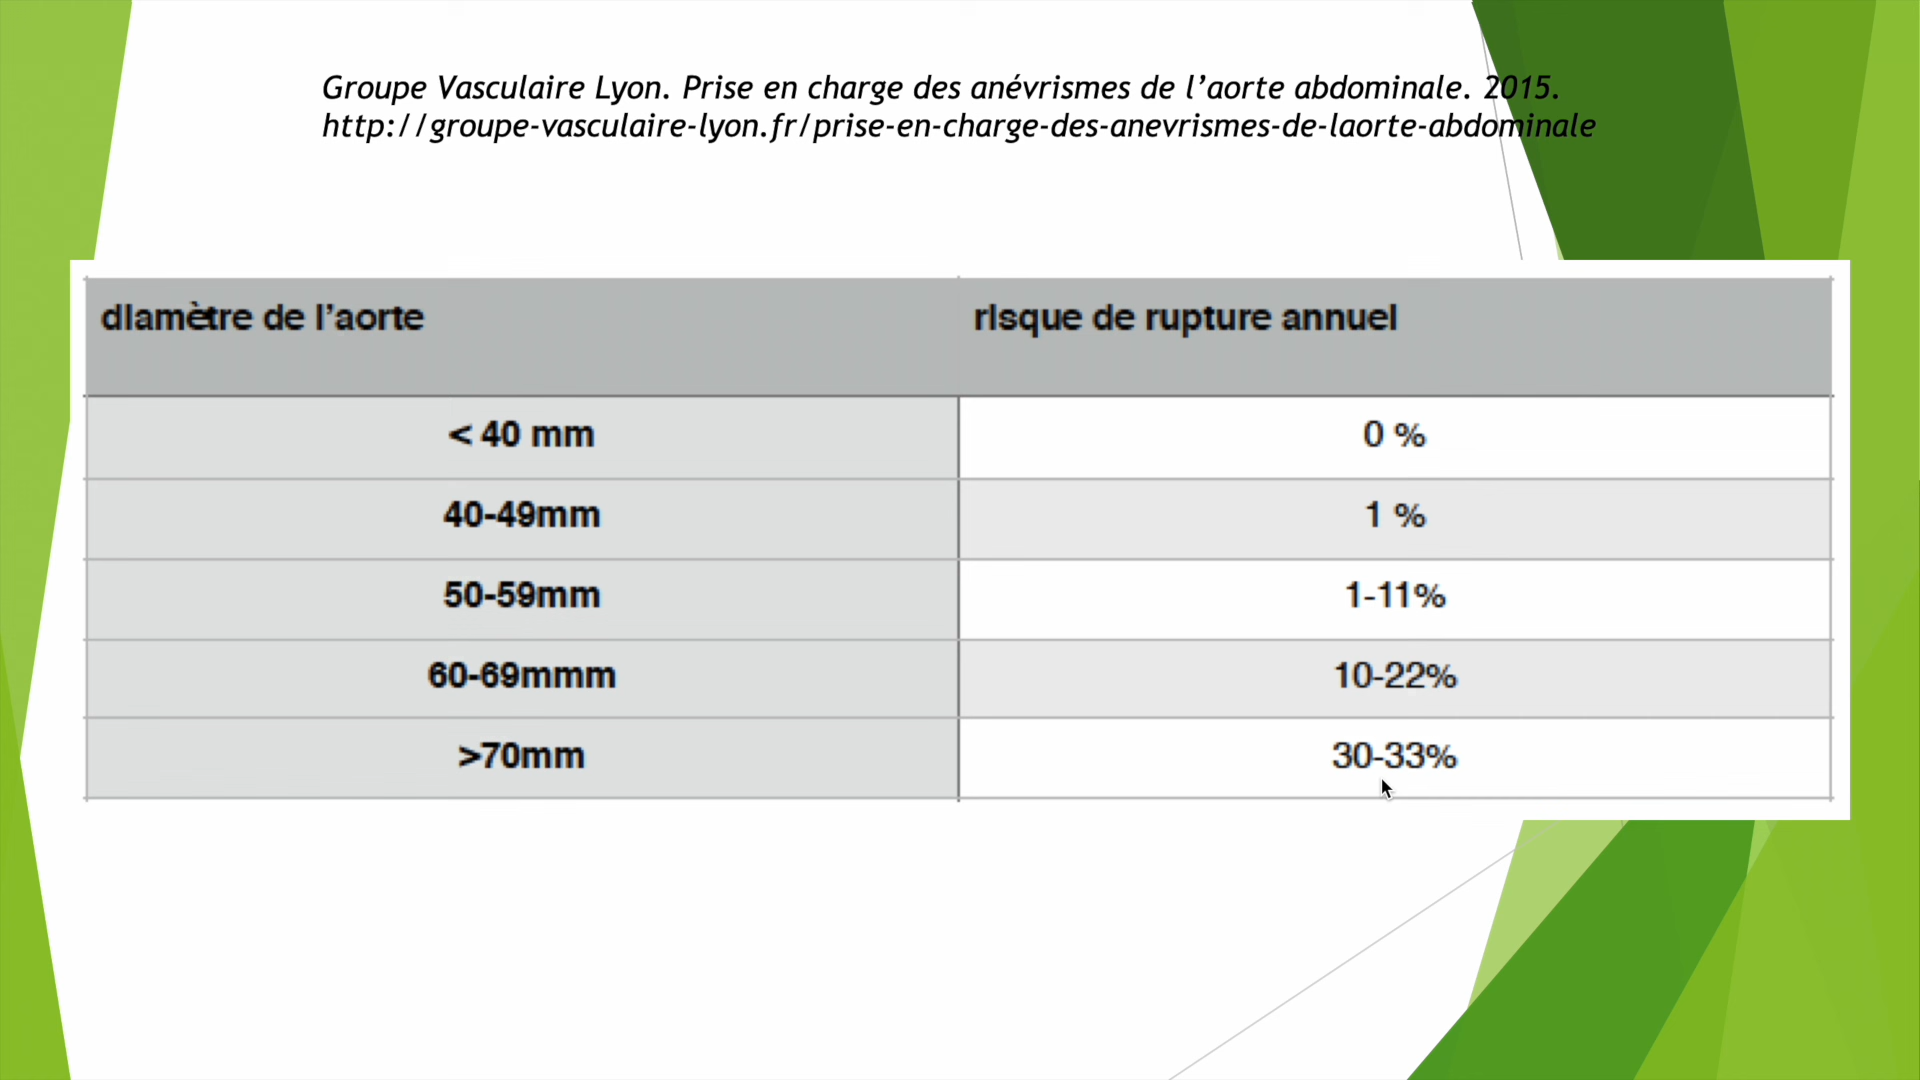 Groupe Vasculaire Lyon. Prise en charge des anévrismes de l’aorte abdominale. 2015.
http://groupe-vasculaire-lyon.fr/prise-en-charge-des-anevrismes-de-laorte-abdominale
diamètre de l’aorte risque de rupture annuel
< 40 mm 0 %
40-49mm 1 %
50-59mm 1-11%
60-69mmm 10-22%
>70mm 30-33%